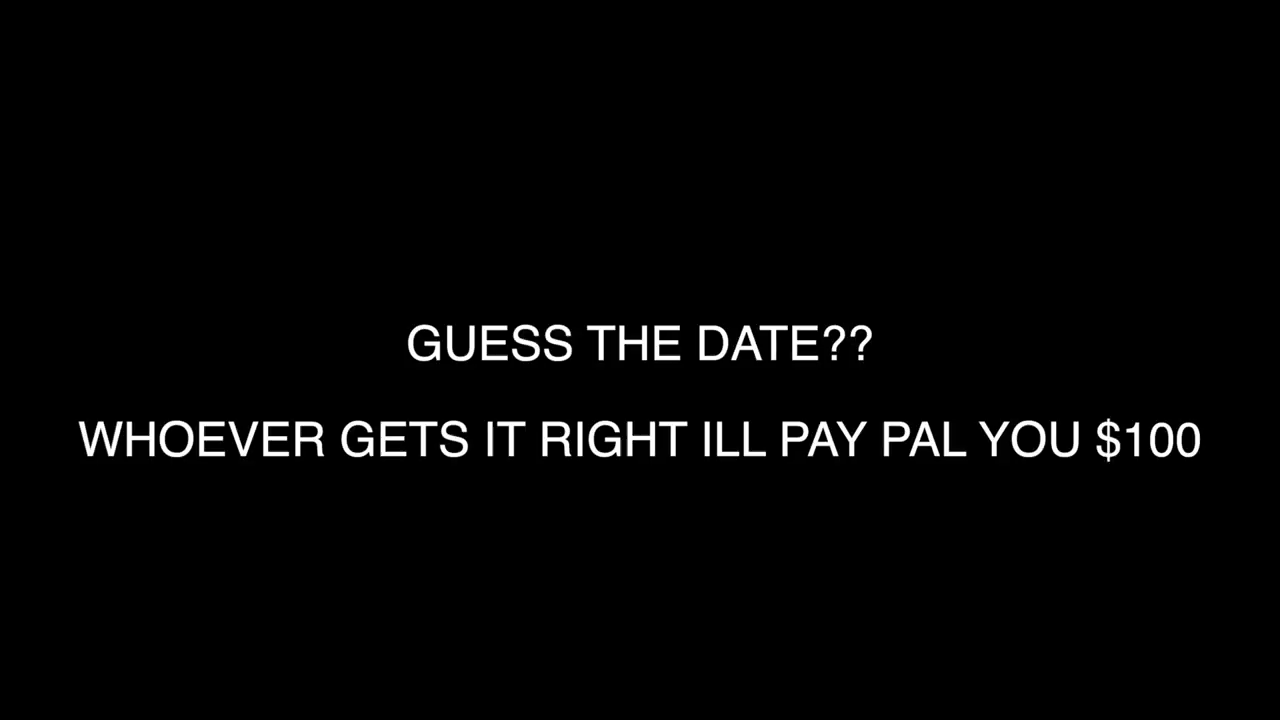 GUESS THE DATE??
WHOEVER GETS IT RIGHT ILL PAY PAL YOU $100